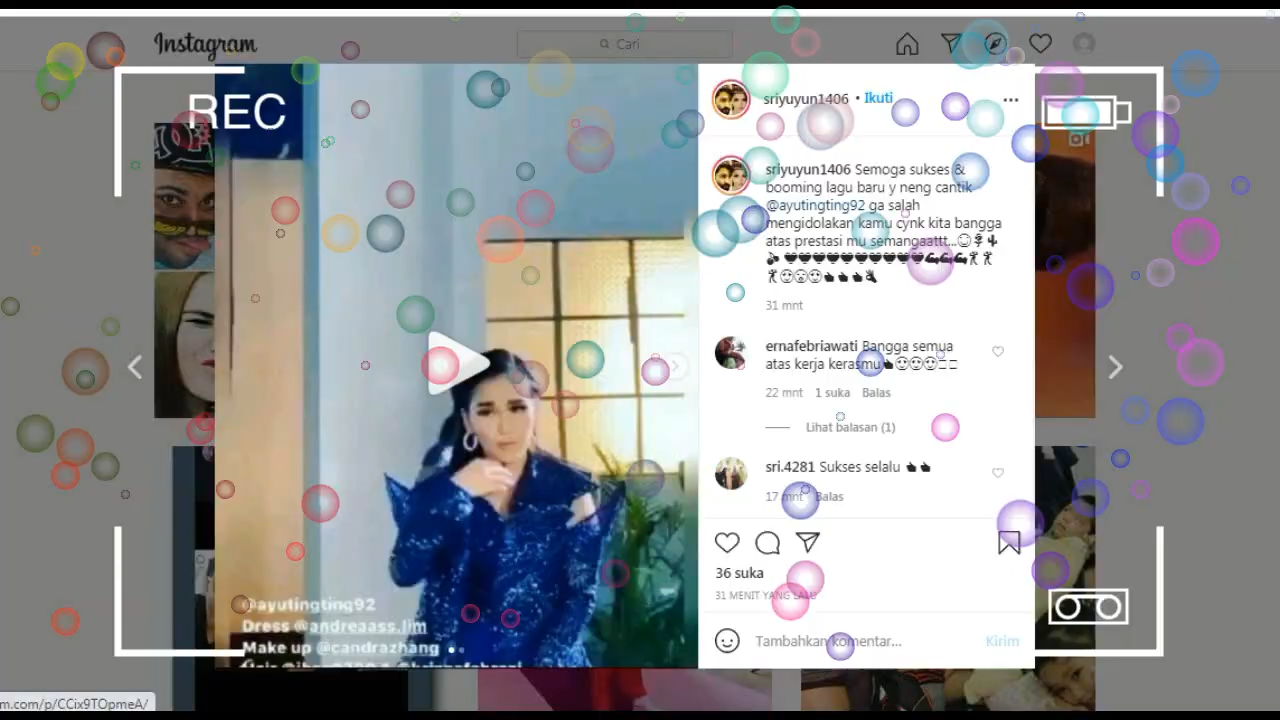 Instagram
Cari
REC
sriyuyun1406 • Ikuti
sriyuyun1406 Semoga sukses &
booming lagu baru y neng cantik
@ayutingting92 ga salah
mengidolakan kamu cynk kita bangga
atas prestasi mu semangaattt...
31 mnt
ernafebriawati Bangga semua
atas kerja kerasmu
22 mnt 1 suka Balas
Lihat balasan (1)
sri.4281 Sukses selalu
17 mnt Balas
36 suka
31 MENIT YANG LALU
Tambahkan komentar... Kirim
@ayutingting92
Dress @andreaass.lim
Make up @candrazhang
m.com/p/CCix9TOpmeA/